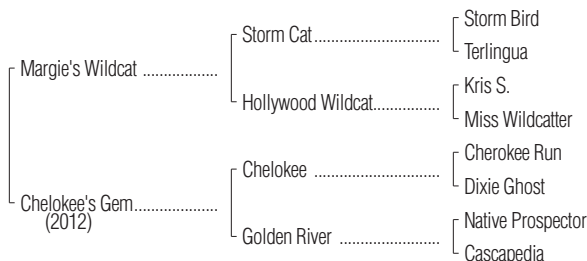 Storm Bird
Storm Cat
Terlingua
Margie's Wildcat
Kris S.
Hollywood Wildcat
Miss Wildcatter
Cherokee Run
Chelokee
Dixie Ghost
Chelokee's Gem
(2012)
Native Prospector
Golden River
Cascapedia